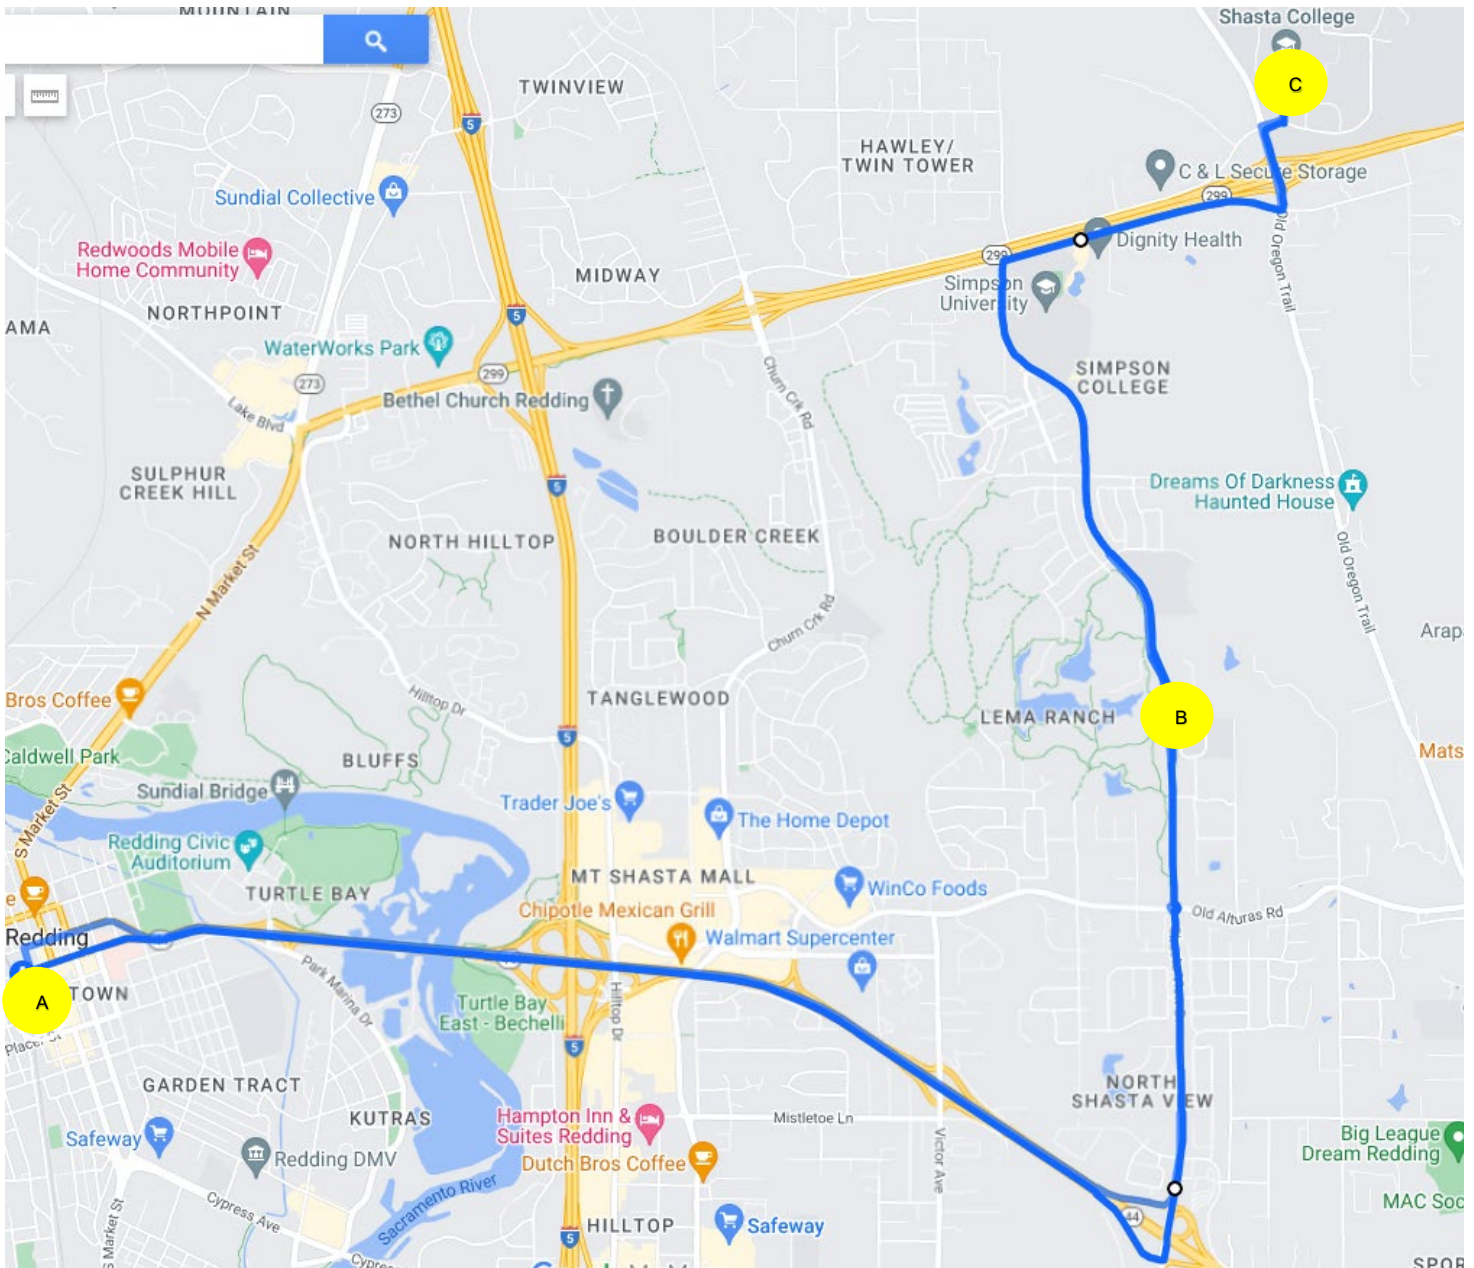 MOUNTAIN
Shasta College
C
TWINVIEW
5
273
HAWLEY/
TWIN TOWER
C & L Secure Storage
299
Sundial Collective
Redwoods Mobile
Home Community
Dignity Health
299
Old Oregon Trail
MIDWAY
Simpson
University
NORTHPOINT
5
AMA
WaterWorks Park
299
273
SIMPSON
COLLEGE
Churn Crk Rd
Bethel Church Redding
Lake Blvd
SULPHUR
CREEK HILL
5
Dreams Of Darkness
Haunted House
NORTH HILLTOP
BOULDER CREEK
Old Oregon Trail
N Market St
Churn Crk Rd
Arap
Bros Coffee
Hilltop Dr
TANGLEWOOD
LEMA RANCH
B
5
Caldwell Park
BLUFFS
Mats
Sundial Bridge
Trader Joe's
The Home Depot
S Market St
Redding Civic
Auditorium
MT SHASTA MALL
WinCo Foods
e
TURTLE BAY
Chipotle Mexican Grill
Old Alturas Rd
Redding
Walmart Supercenter
A
TOWN
Park Marina Dr
Turtle Bay
East - Bechelli
Hilltop Dr
Placer St
5
GARDEN TRACT
NORTH
SHASTA VIEW
KUTRAS
Hampton Inn &
Suites Redding
Mistletoe Ln
Victor Ave
Safeway
Redding DMV
Dutch Bros Coffee
Big League
Dream Redding
Sacramento River
MAC Soc
Cypress Ave
S Market St
HILLTOP
Safeway
44
5
Cypre
SPOR